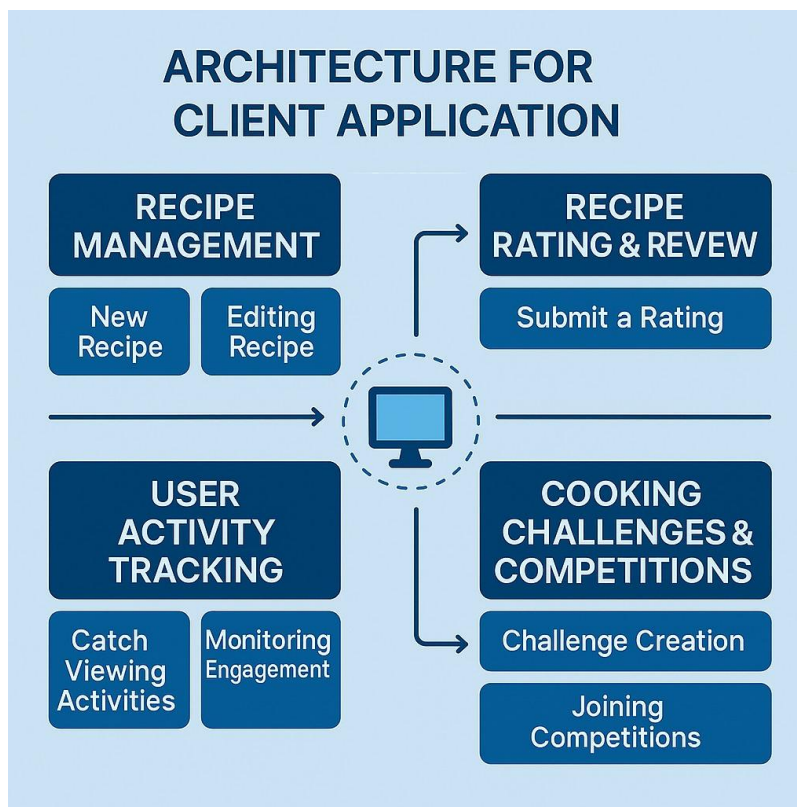 ARCHITECTURE FOR
CLIENT APPLICATION
RECIPE
MANAGEMENT
New
Recipe
Editing
Recipe
RECIPE
RATING & REVEW
Submit a Rating
USER
ACTIVITY
TRACKING
Catch
Viewing
Activities
Monitoring
Engagement
COOKING
CHALLENGES &
COMPETITIONS
Challenge Creation
Joining
Competitions